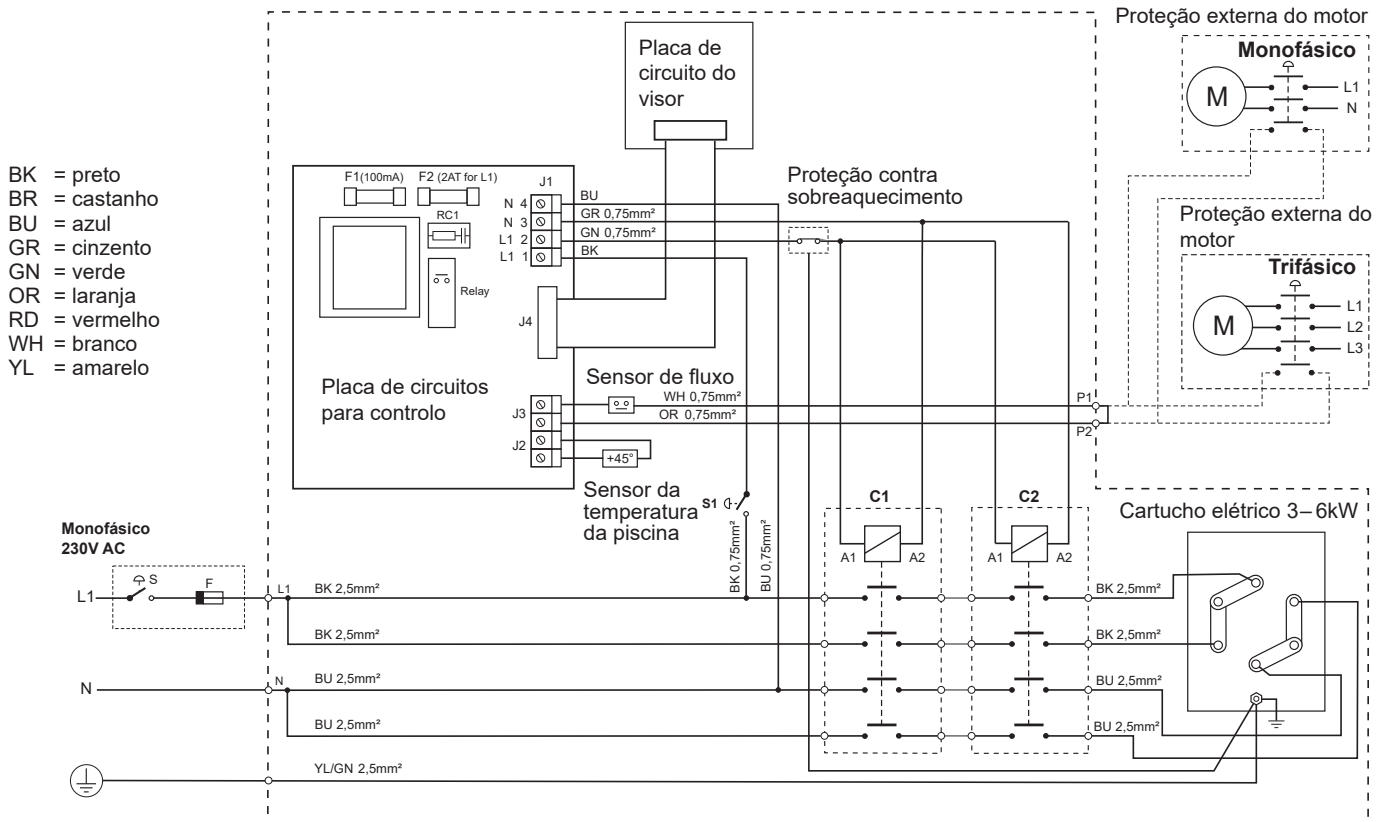 Proteção externa do motor
Monofásico
M
L1
N
Placa de
circuito do
visor
BK = preto
BR = castanho
BU = azul
GR = cinzento
GN = verde
OR = laranja
RD = vermelho
WH = branco
YL = amarelo
F1(100mA)
F2 (2AT for L1)
J1
RC1
N 4
N 3
L1 2
L1 1
BU
GR 0,75mm²
GN 0,75mm²
BK
Relay
J4
Proteção contra
sobreaquecimento
Proteção externa do
motor
Trifásico
M
L1
L2
L3
Placa de circuitos
para controlo
Sensor de fluxo
WH 0,75mm²
OR 0,75mm²
J3
J2
+45°
P1
P2
Sensor da
temperatura
da piscina
S1
BK 0,75mm²
BU 0,75mm²
C1
A1
A2
C2
A1
A2
Cartucho elétrico 3–6kW
Monofásico
230V AC
L1
S
F
L1
BK 2,5mm²
BK 2,5mm²
BK 2,5mm²
BK 2,5mm²
N
N
BU 2,5mm²
BU 2,5mm²
BU 2,5mm²
BU 2,5mm²
YL/GN 2,5mm²